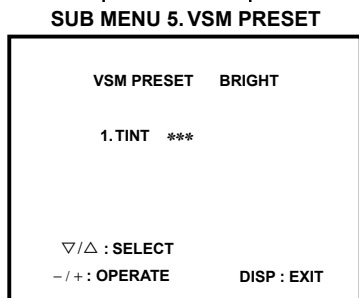 SUB MENU 5. VSM PRESET
VSM PRESET BRIGHT
1. TINT ***
▽/△ : SELECT
− / + : OPERATE DISP : EXIT